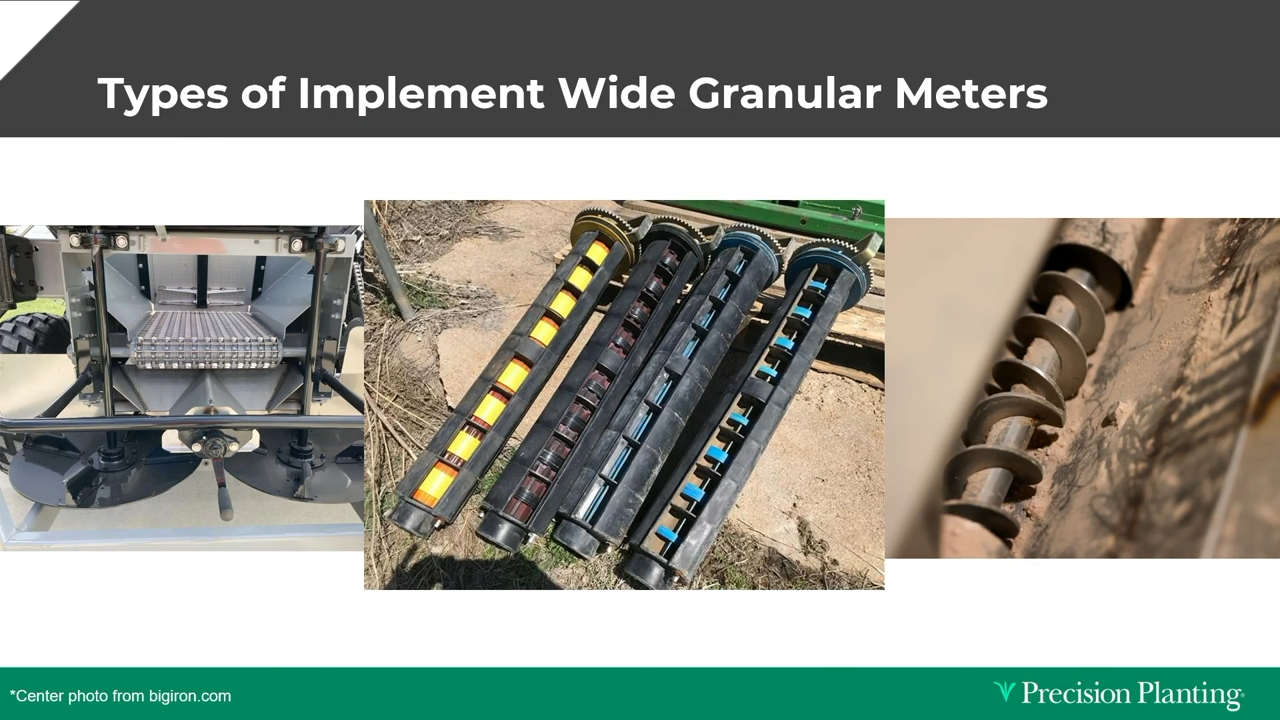 Types of Implement Wide Granular Meters
*Center photo from bigiron.com
Precision Planting